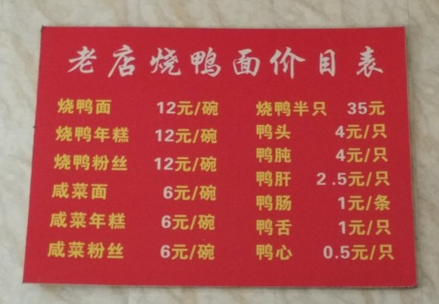 老店烧鸭面价目表
烧鸭面 12元/碗
烧鸭年糕 12元/碗
烧鸭粉丝 12元/碗
咸菜面 6元/碗
咸菜年糕 6元/碗
咸菜粉丝 6元/碗
烧鸭半只 35元
鸭头 4元/只
鸭肫 4元/只
鸭肝 2.5元/只
鸭肠 1元/条
鸭舌 1元/只
鸭心 0.5元/只